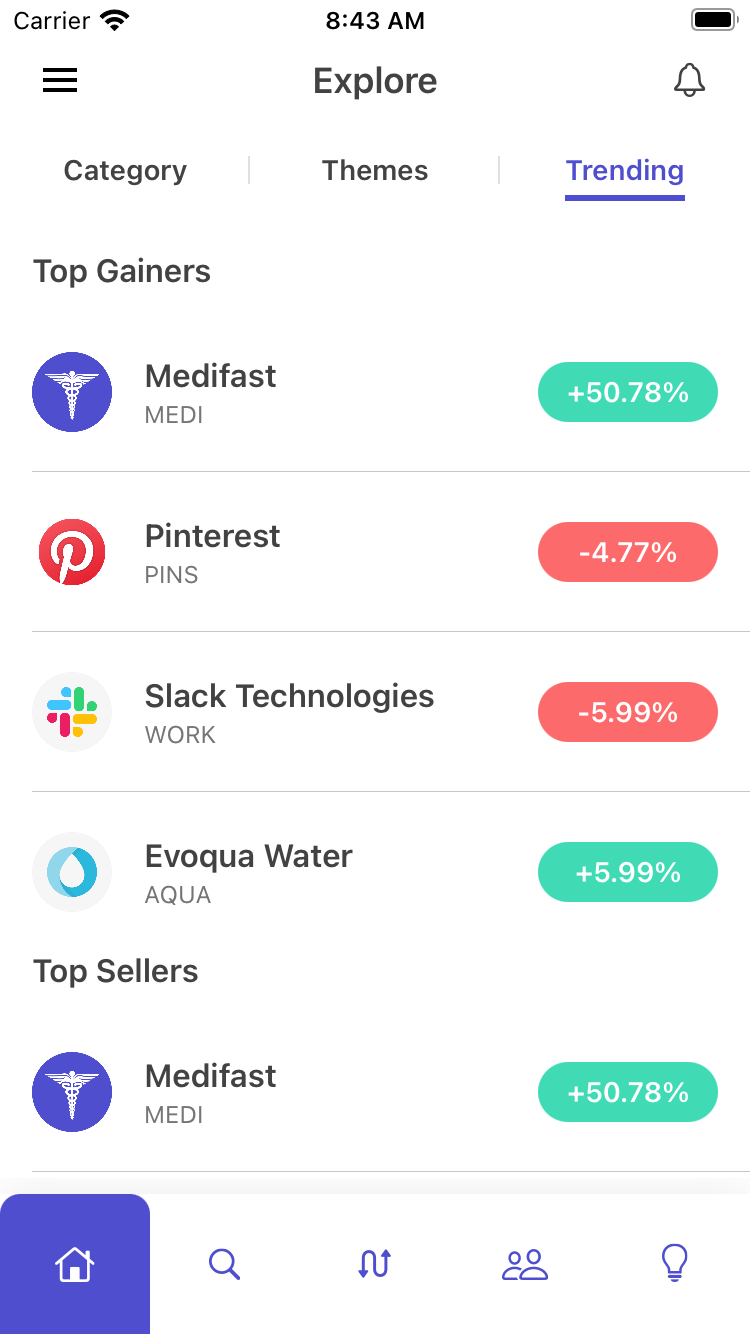 Carrier 8:43 AM
Explore
Category Themes Trending
Top Gainers
Medifast
MEDI
+50.78%
Pinterest
PINS
-4.77%
Slack Technologies
WORK
-5.99%
Evoqua Water
AQUA
+5.99%
Top Sellers
Medifast
MEDI
+50.78%